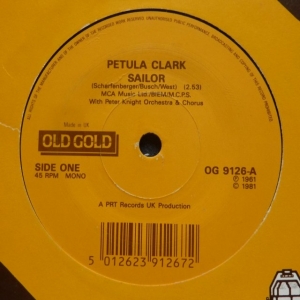 PETULA CLARK
SAILOR
(Scharfenberger/Busch/West) (2.53)
MCA Music Ltd./BIEM/M.C.P.S.
With Peter Knight Orchestra & Chorus
Made in UK
OLD GOLD
SIDE ONE
45 RPM MONO
OG 9126-A
℗ 1961
© 1961
A PRT Records UK Production
5 012623 912672